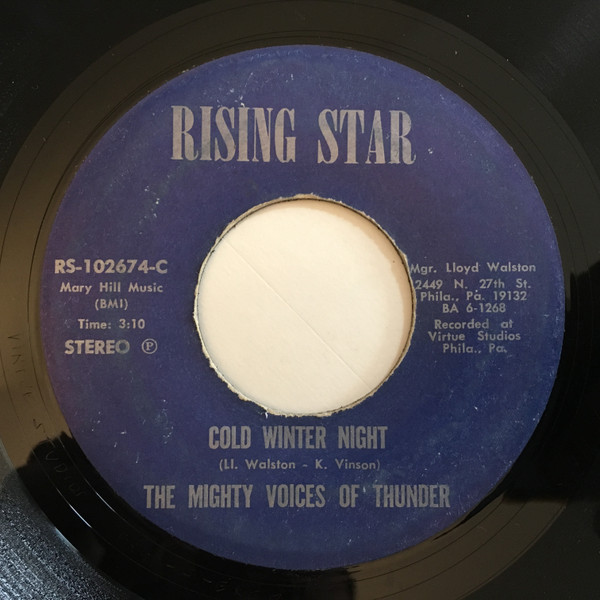 RISING STAR
RS-102674-C
Mary Hill Music
(BMI)
Time: 3:10
STEREO Ⓟ
Mgr. Lloyd Walston
2449 N. 27th St.
Phila., Pa. 19132
BA 6-1268
Recorded at
Virtue Studios
Phila., Pa.
COLD WINTER NIGHT
(Ll. Walston - K. Vinson)
THE MIGHTY VOICES OF THUNDER